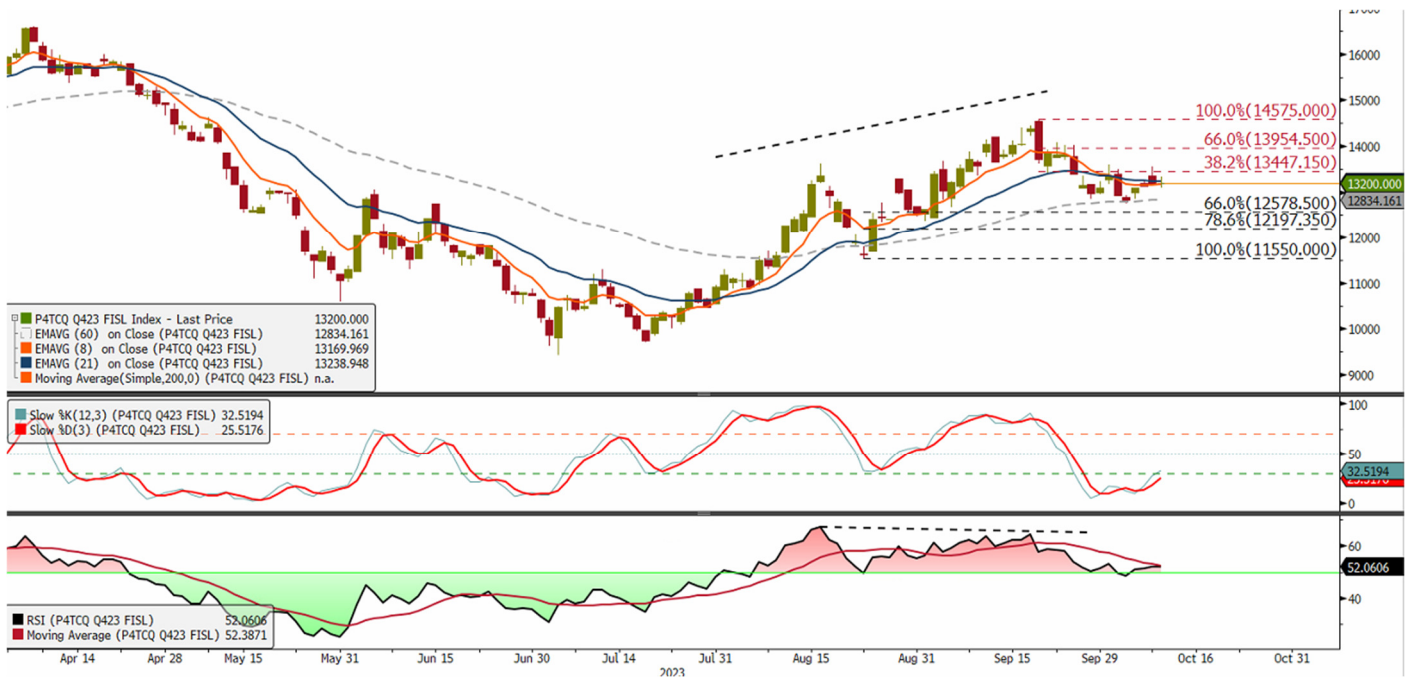 17000
16000
15000
14000
13200.000
12834.161
12000
11000
10000
9000
100.0%(14575.000)
66.0%(13954.500)
38.2%(13447.150)
66.0%(12578.500)
78.6%(12197.350)
100.0%(11550.000)
P4TCQ Q423 FISL Index - Last Price 13200.000
EMAVG (60) on Close (P4TCQ Q423 FISL) 12834.161
EMAVG (8) on Close (P4TCQ Q423 FISL) 13169.969
EMAVG (21) on Close (P4TCQ Q423 FISL) 13238.948
Moving Average(Simple,200,0) (P4TCQ Q423 FISL) n.a.
Slow %K(12,3) (P4TCQ Q423 FISL) 32.5194
Slow %D(3) (P4TCQ Q423 FISL) 25.5176
100
50
32.5194
25.5176
0
60
52.0606
40
RSI (P4TCQ Q423 FISL) 52.0606
Moving Average (P4TCQ Q423 FISL) 52.3871
Apr 14 Apr 28 May 15 May 31 Jun 15 Jun 30 Jul 14 Jul 31 Aug 15 Aug 31 Sep 15 Sep 29 Oct 16 Oct 31
2023